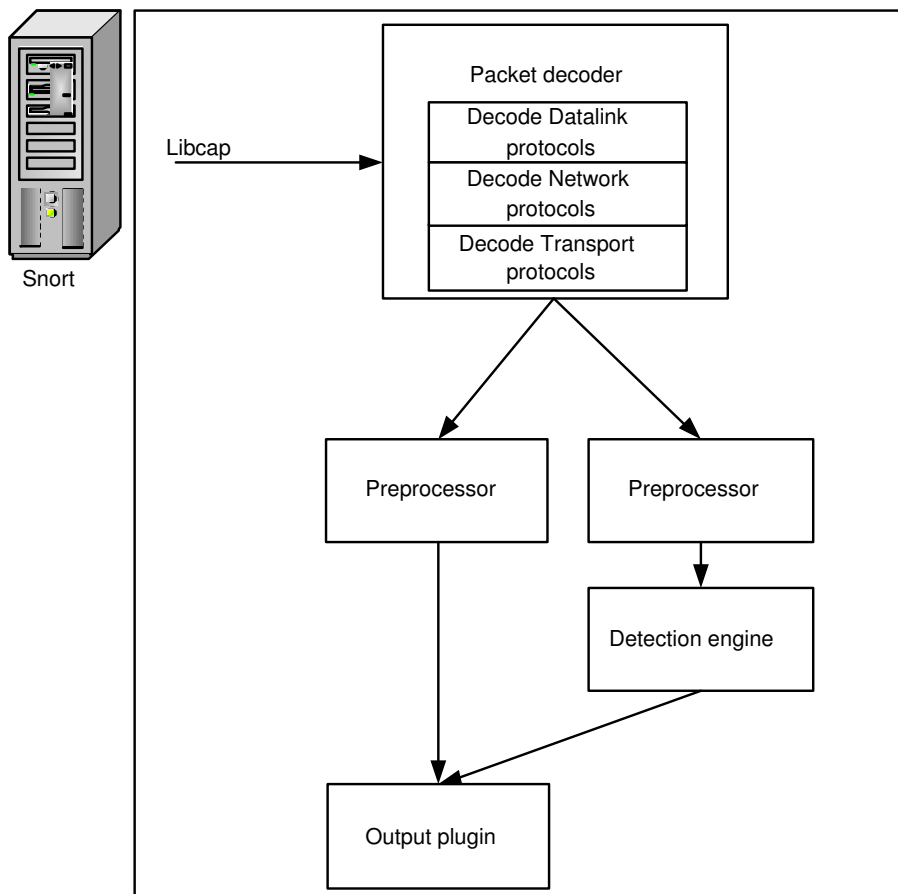 Packet decoder
Decode Datalink
protocols
Libcap
Decode Network
protocols
Decode Transport
protocols
Snort
Preprocessor
Preprocessor
Detection engine
Output plugin